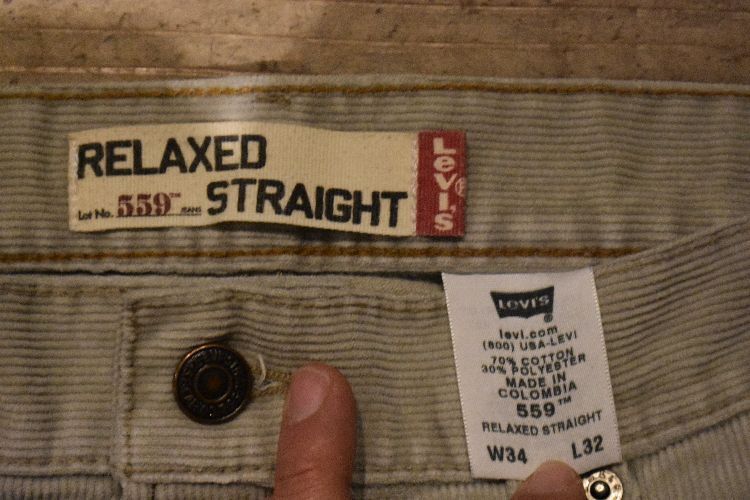 RELAXED
Lot No. 559™ JEANS STRAIGHT
Levi's®
LEVI'S
®
levi.com
(800) USA-LEVI
70% COTTON
30% POLYESTER
MADE IN
COLOMBIA
559™
RELAXED STRAIGHT
W34 L32